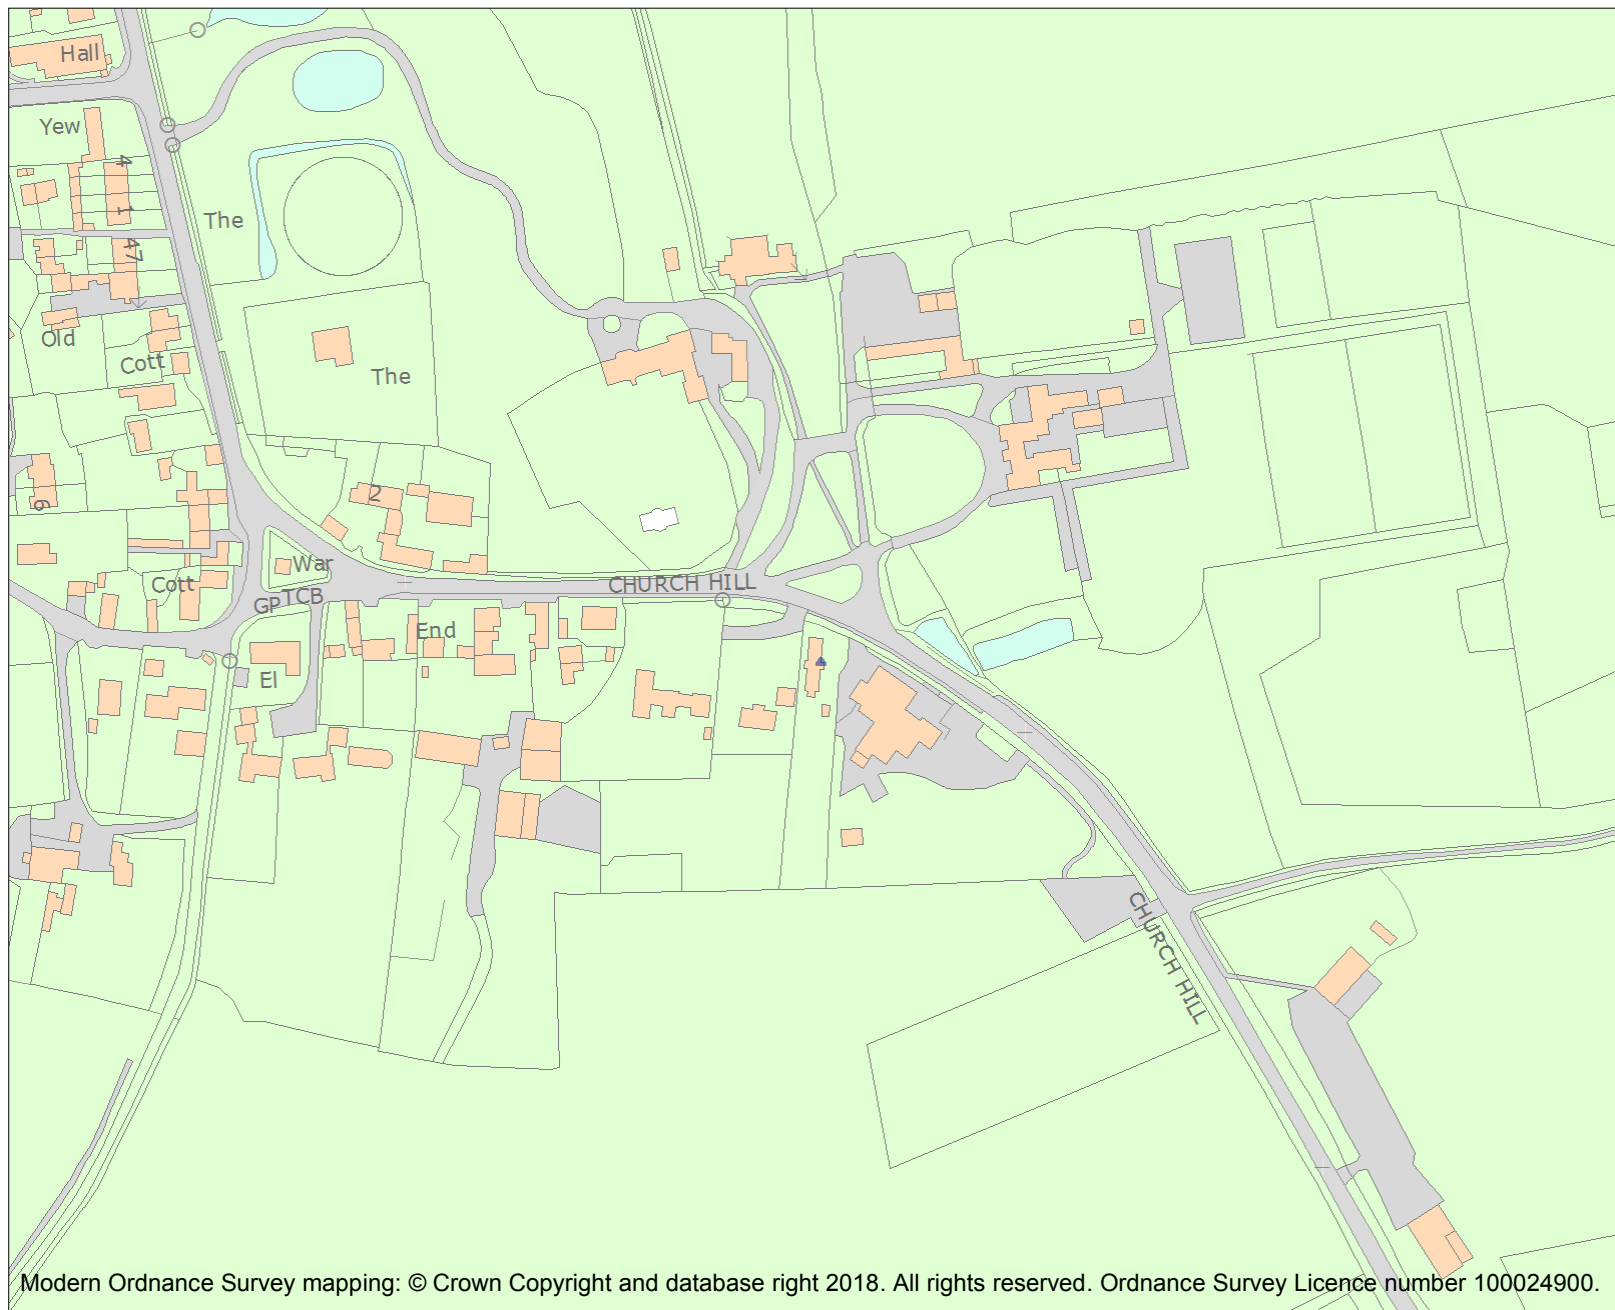 Hall
Yew
4
1
The
47
Old
Cott
The
2
6
War
Cott
GP
TCB
CHURCH HILL
End
El
CHURCH HILL
Modern Ordnance Survey mapping: © Crown Copyright and database right 2018. All rights reserved. Ordnance Survey Licence number 100024900.